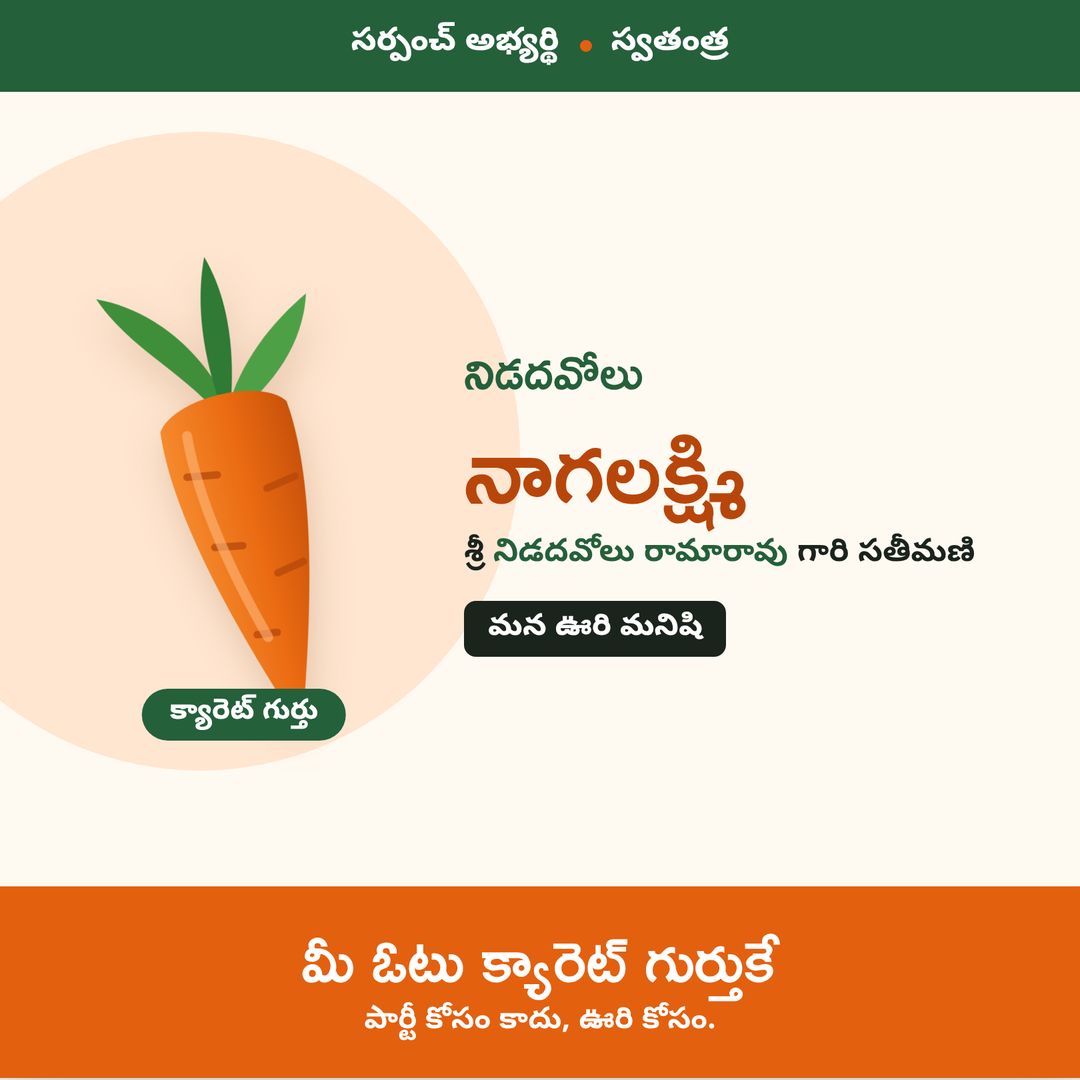 సర్పంచ్ అభ్యర్థి • స్వతంత్ర
నిడదవోలు
నాగలక్ష్మి
శ్రీ నిడదవోలు రామారావు గారి సతీమణి
మన ఊరి మనిషి
క్యారెట్ గుర్తు
మీ ఓటు క్యారెట్ గుర్తుకే
పార్టీ కోసం కాదు, ఊరి కోసం.